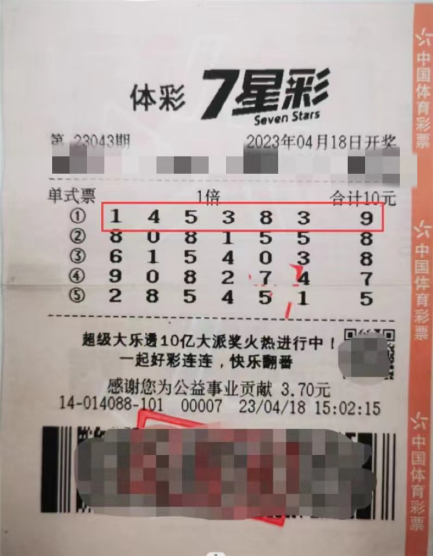 体彩 7星彩
Seven Stars
第 23043期 2023年04月18日开奖
单式票 1倍 合计10元
① 1 4 5 3 8 3 9
② 8 0 8 1 5 5 8
③ 6 1 5 4 0 3 8
④ 9 0 8 2 7 4 7
⑤ 2 8 5 4 5 1 5
超级大乐透10亿大派奖火热进行中！
一起好彩连连，快乐翻番
感谢您为公益事业贡献 3.70元
14-014088-101 00007 23/04/18 15:02:15
中国体育彩票
中国体育彩票